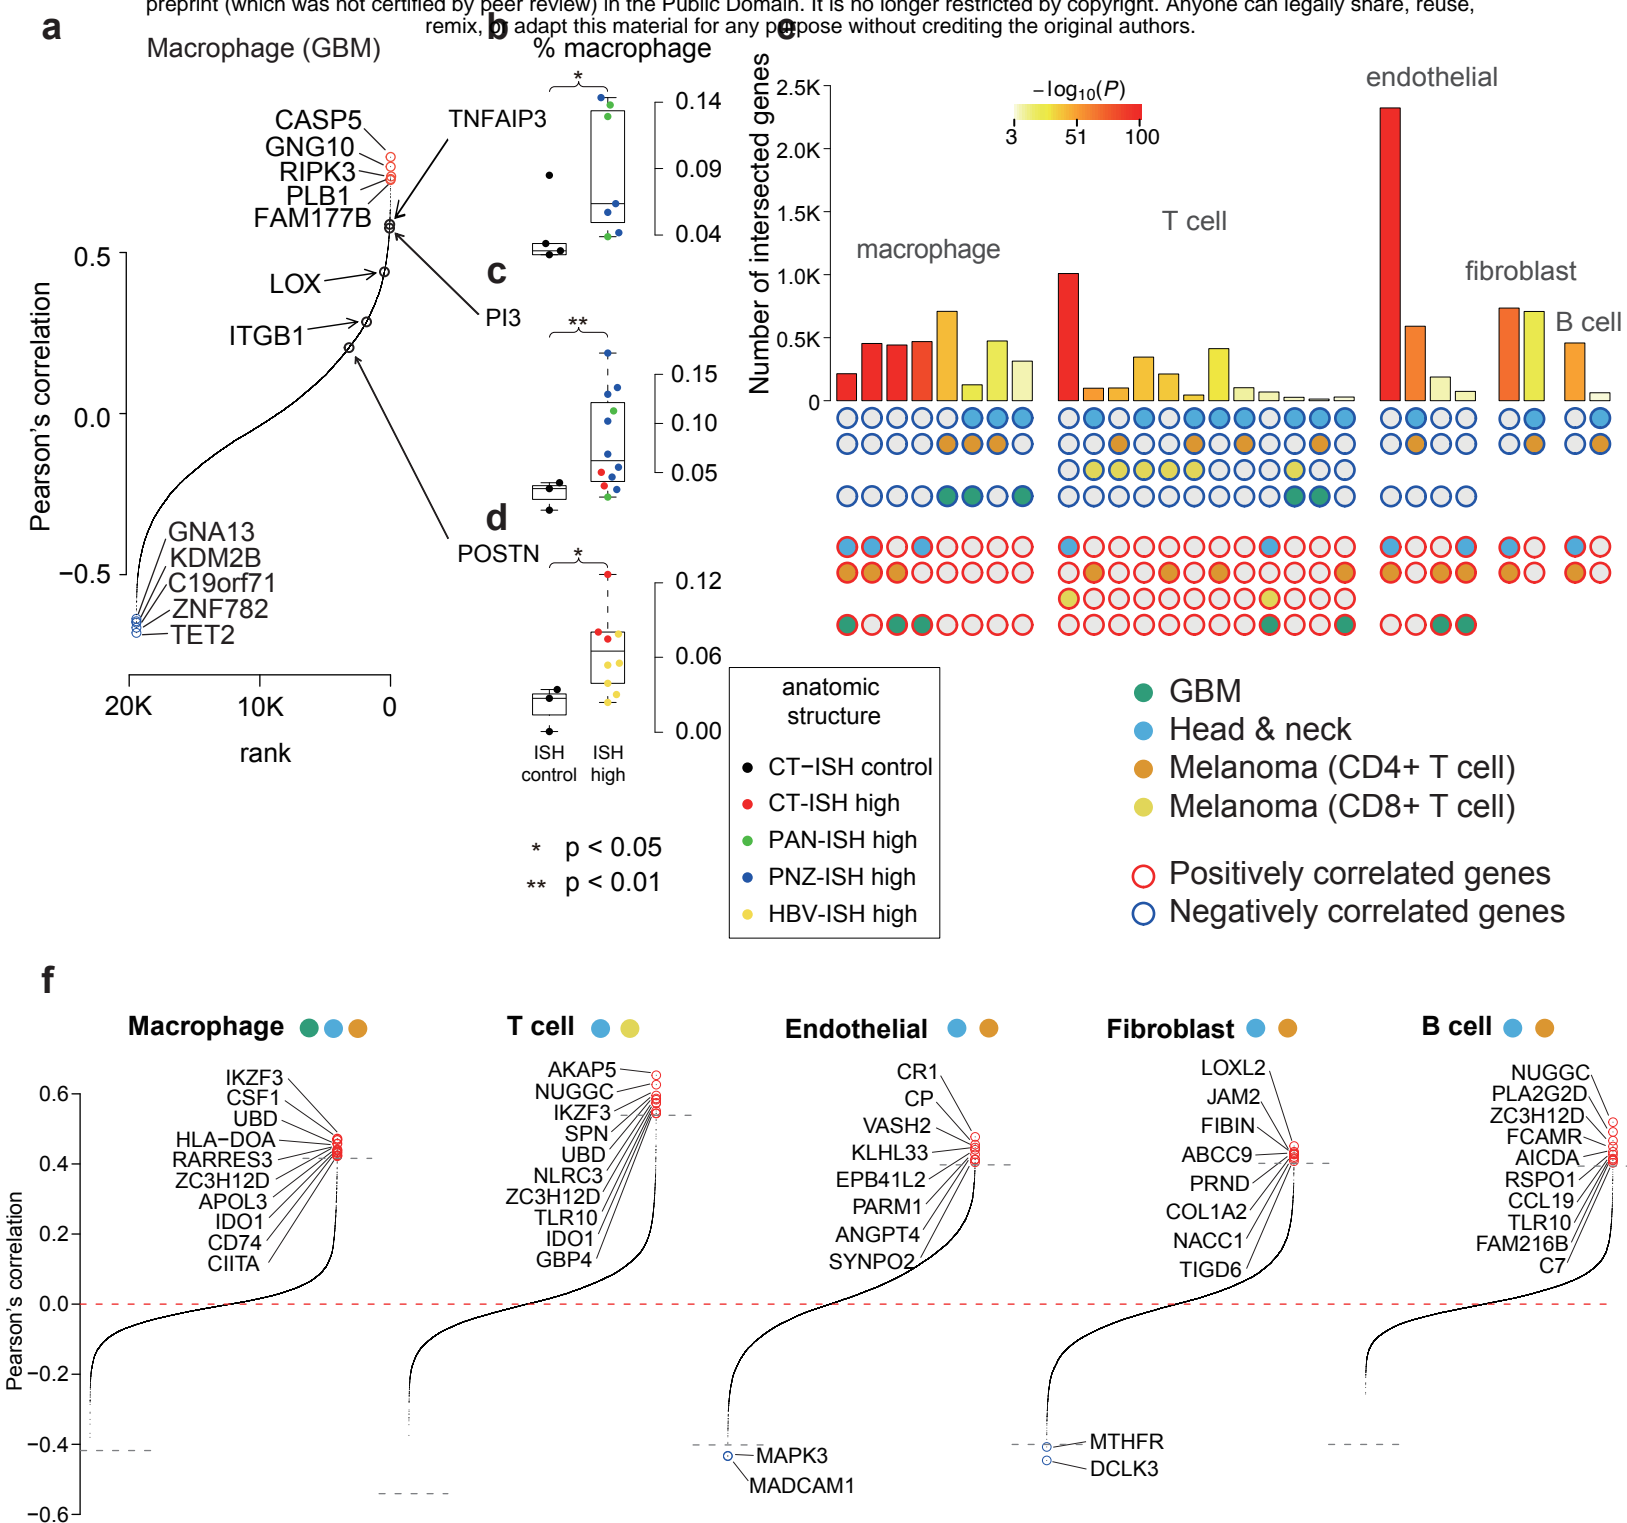 preprint (which was not certified by peer review) in the Public Domain. It is no longer restricted by copyright. Anyone can legally share, reuse,
remix, or adapt this material for any purpose without crediting the original authors.
a
Macrophage (GBM)
CASP5
GNG10
RIPK3
PLB1
FAM177B
TNFAIP3
LOX
PI3
ITGB1
POSTN
GNA13
KDM2B
C19orf71
ZNF782
TET2
Pearson's correlation
0.5
0.0
−0.5
20K
10K
0
rank
b
% macrophage
*
0.14
0.09
0.04
c
**
0.15
0.10
0.05
d
*
0.12
0.06
0.00
ISH
control
ISH
high
* p < 0.05
** p < 0.01
anatomic
structure
CT−ISH control
CT-ISH high
PAN-ISH high
PNZ-ISH high
HBV-ISH high
e
Number of intersected genes
2.5K
2.0K
1.5K
1.0K
0.5K
0
−log10(P)
3
51
100
macrophage
T cell
endothelial
fibroblast
B cell
GBM
Head & neck
Melanoma (CD4+ T cell)
Melanoma (CD8+ T cell)
Positively correlated genes
Negatively correlated genes
f
Pearson's correlation
0.6
0.4
0.2
0.0
−0.2
−0.4
−0.6
Macrophage
IKZF3
CSF1
UBD
HLA−DOA
RARRES3
ZC3H12D
APOL3
IDO1
CD74
CIITA
T cell
AKAP5
NUGGC
IKZF3
SPN
UBD
NLRC3
ZC3H12D
TLR10
IDO1
GBP4
Endothelial
CR1
CP
VASH2
KLHL33
EPB41L2
PARM1
ANGPT4
SYNPO2
MAPK3
MADCAM1
Fibroblast
LOXL2
JAM2
FIBIN
ABCC9
PRND
COL1A2
NACC1
TIGD6
MTHFR
DCLK3
B cell
NUGGC
PLA2G2D
ZC3H12D
FCAMR
AICDA
RSPO1
CCL19
TLR10
FAM216B
C7